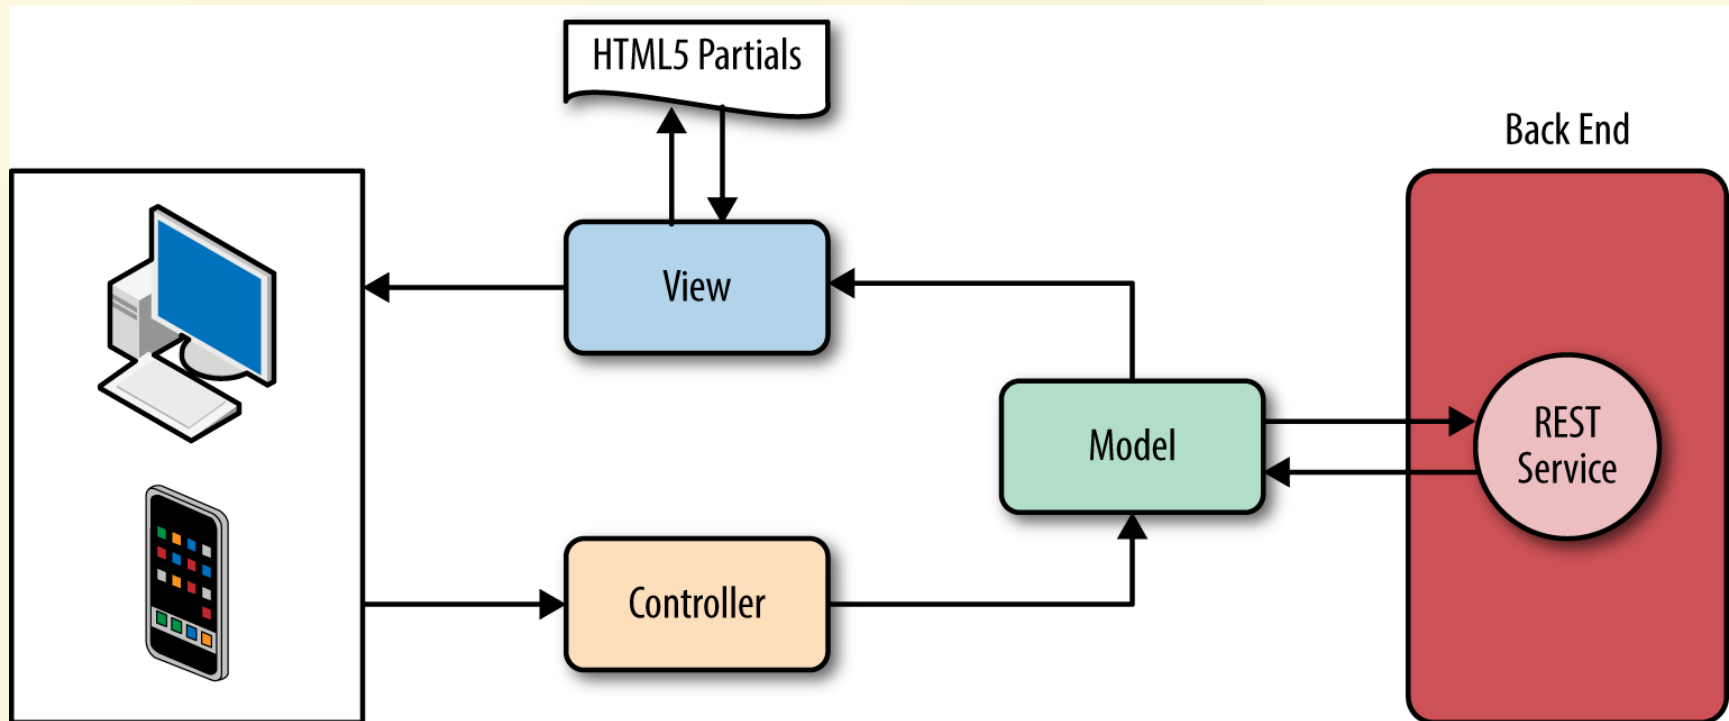 HTML5 Partials
Back End
View
Model
REST
Service
Controller